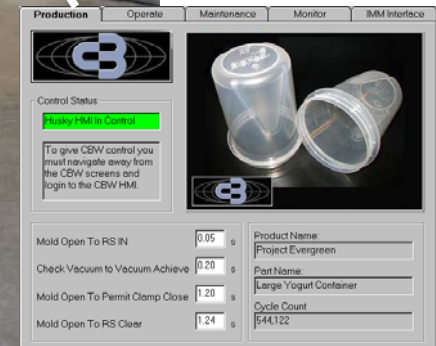 Production Operate Maintenance Monitor IMM Interface
CB
Control Status
Husky HMI In Control
To give CBW control you
must navigate away from
the CBW screens and
login to the CBW HMI.
CB
Mold Open To RS IN 0.05 s
Check Vacuum to Vacuum Achieve 0.20 s
Mold Open To Permit Clamp Close 1.20 s
Mold Open To RS Clear 1.24 s
Product Name:
Project Evergreen
Part Name:
Large Yogurt Container
Cycle Count
544,122